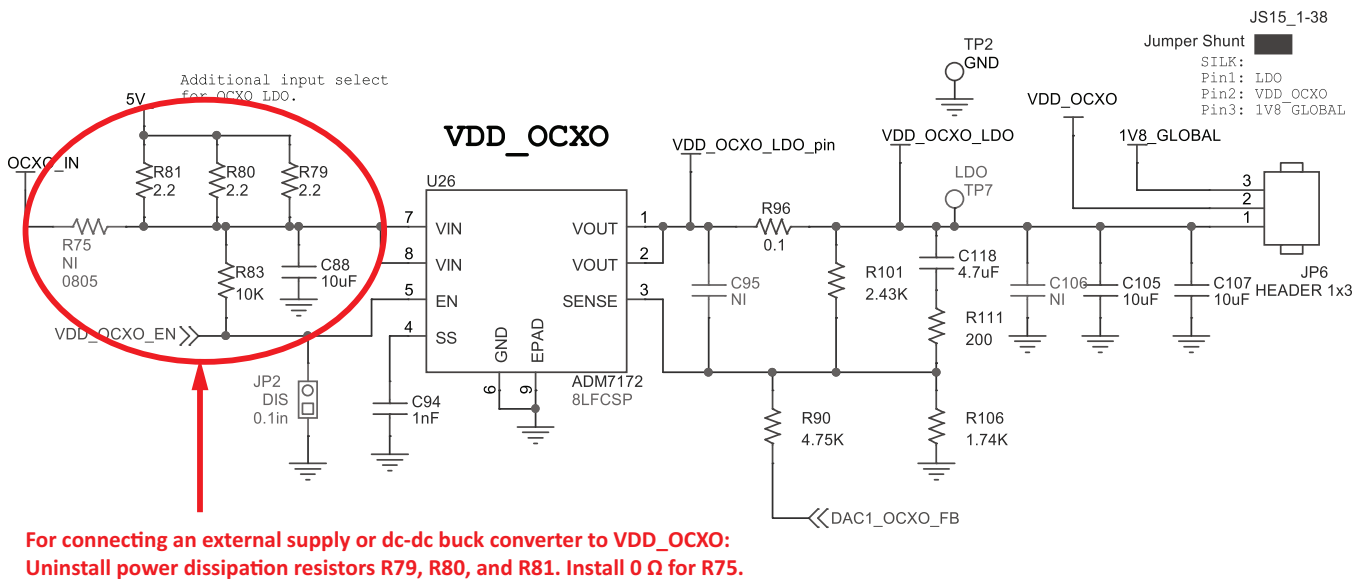 JS15_1-38
Jumper Shunt
SILK:
Pin1: LDO
Pin2: VDD_OCXO
Pin3: 1V8_GLOBAL
TP2
GND
Additional input select
for OCXO LDO.
5V
VDD_OCXO
VDD_OCXO
1V8_GLOBAL
VDD_OCXO_LDO_pin
VDD_OCXO_LDO
OCXO_IN
R81
2.2
R80
2.2
R79
2.2
LDO
TP7
U26
3
2
1
R75
NI
0805
7
VIN
8
VIN
5
EN
4
SS
VOUT
1
VOUT
2
SENSE
3
GND
EPAD
6
9
ADM7172
8LFCSP
R96
0.1
R83
10K
C88
10uF
C95
NI
R101
2.43K
C118
4.7uF
R111
200
C106
NI
C105
10uF
C107
10uF
JP6
HEADER 1x3
VDD_OCXO_EN
JP2
DIS
0.1in
C94
1nF
R90
4.75K
R106
1.74K
DAC1_OCXO_FB
For connecting an external supply or dc-dc buck converter to VDD_OCXO:
Uninstall power dissipation resistors R79, R80, and R81. Install 0 Ω for R75.